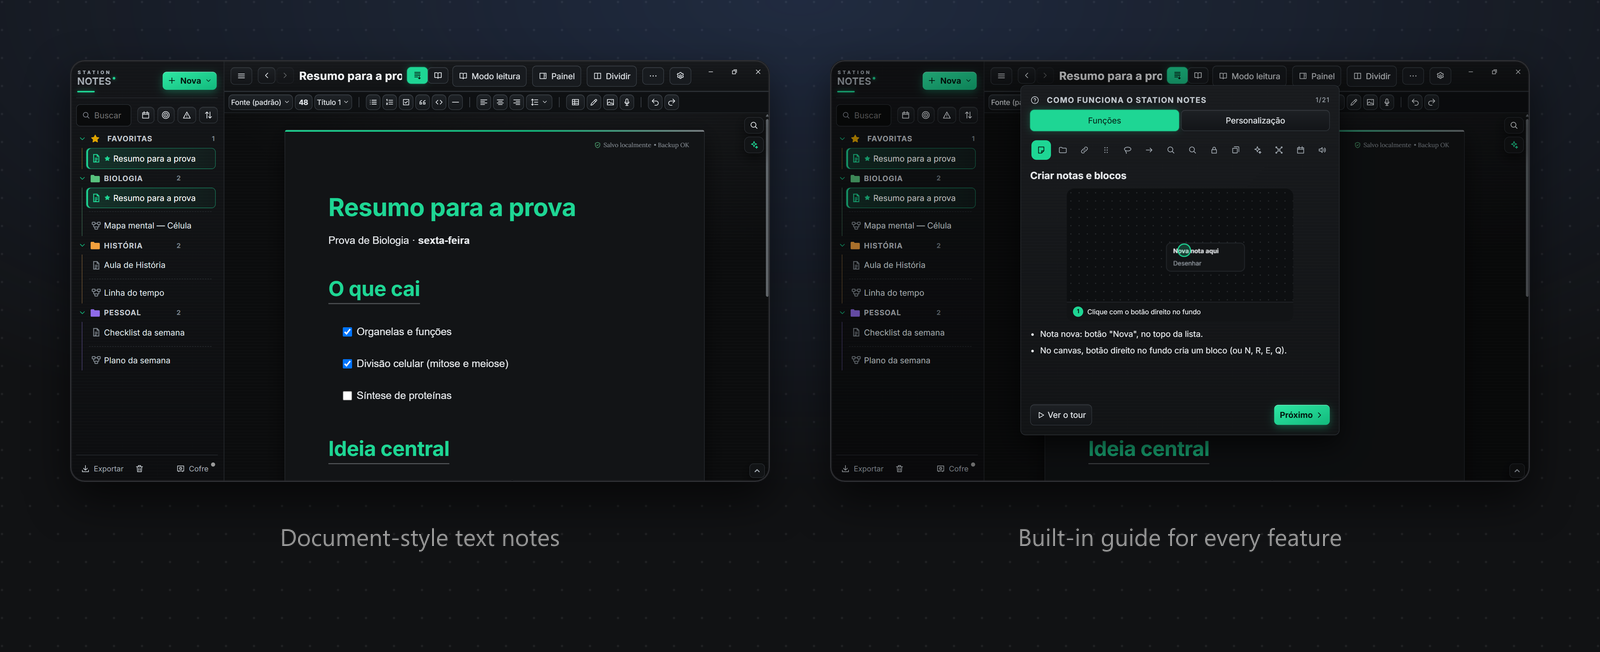 STATION
NOTES
+ Nova
Resumo para a pro
Modo leitura
Painel
Dividir
Fonte (padrão)
48
Título 1
Buscar
FAVORITAS 1
Resumo para a prova
BIOLOGIA 2
Resumo para a prova
Mapa mental — Célula
HISTÓRIA 2
Aula de História
Linha do tempo
PESSOAL 2
Checklist da semana
Plano da semana
Exportar
Cofre
Salvo localmente • Backup OK
Resumo para a prova
Prova de Biologia · sexta-feira
O que cai
Organelas e funções
Divisão celular (mitose e meiose)
Síntese de proteínas
Ideia central
Document-style text notes
STATION
NOTES
+ Nova
Resumo para a pro
Modo leitura
Painel
Dividir
Fonte (pa
Buscar
FAVORITAS 1
Resumo para a prova
BIOLOGIA 2
Resumo para a prova
Mapa mental — Célula
HISTÓRIA 2
Aula de História
Linha do tempo
PESSOAL 2
Checklist da semana
Plano da semana
Exportar
Cofre
Salvo localmente • Backup OK
COMO FUNCIONA O STATION NOTES 1/21
Funções
Personalização
Criar notas e blocos
Nova nota aqui
Desenhar
1 Clique com o botão direito no fundo
• Nota nova: botão "Nova", no topo da lista.
• No canvas, botão direito no fundo cria um bloco (ou N, R, E, Q).
Ver o tour
Próximo
Ideia central
Built-in guide for every feature